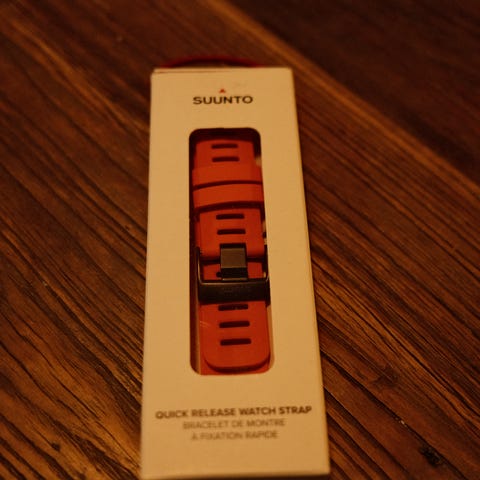 SUUNTO
QUICK RELEASE WATCH STRAP
BRACELET DE MONTRE
À FIXATION RAPIDE